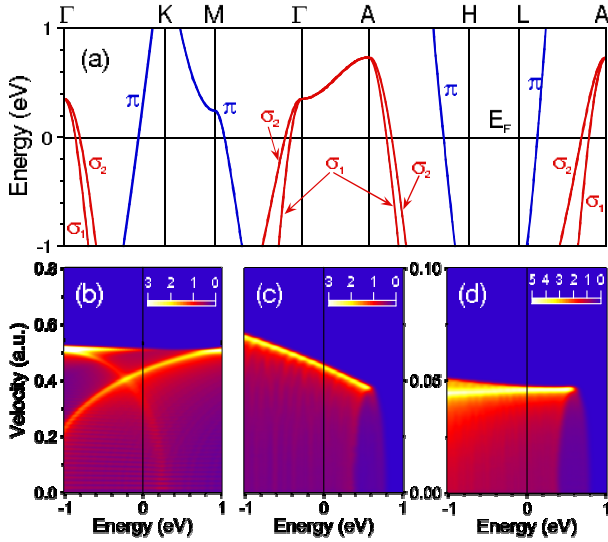 Γ K M Γ A H L A
Energy (eV)
1
0
-1
(a)
π π π π
σ₂ σ₁ σ₂ σ₁ σ₂ σ₂ σ₁
E_F
Velocity (a.u.)
0.8
0.6
0.4
0.2
0.0
(b) 3 2 1 0
(c) 3 2 1 0
0.10
0.05
0.00
(d) 5 4 3 2 1 0
-1 0 1 -1 0 1 -1 0 1
Energy (eV) Energy (eV) Energy (eV)